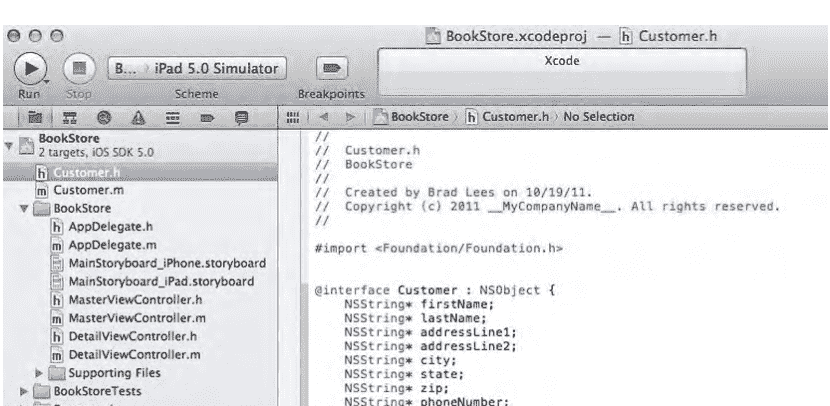 BookStore.xcodeproj — h Customer.h
B... › iPad 5.0 Simulator
Xcode
Run
Stop
Scheme
Breakpoints
BookStore › h Customer.h › No Selection
BookStore
2 targets, iOS SDK 5.0
h Customer.h
m Customer.m
BookStore
h AppDelegate.h
m AppDelegate.m
MainStoryboard_iPhone.storyboard
MainStoryboard_iPad.storyboard
h MasterViewController.h
m MasterViewController.m
h DetailViewController.h
m DetailViewController.m
Supporting Files
BookStoreTests
//
//  Customer.h
//  BookStore
//
//  Created by Brad Lees on 10/19/11.
//  Copyright (c) 2011 __MyCompanyName__. All rights reserved.
//
#import <Foundation/Foundation.h>
@interface Customer : NSObject {
NSString* firstName;
NSString* lastName;
NSString* addressLine1;
NSString* addressLine2;
NSString* city;
NSString* state;
NSString* zip;
NSString* phoneNumber;